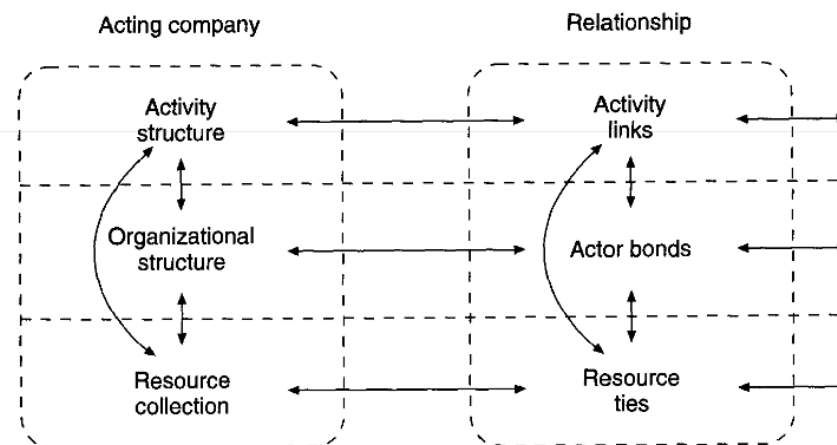 Acting company
Relationship
Activity
structure
Activity
links
Organizational
structure
Actor bonds
Resource
collection
Resource
ties